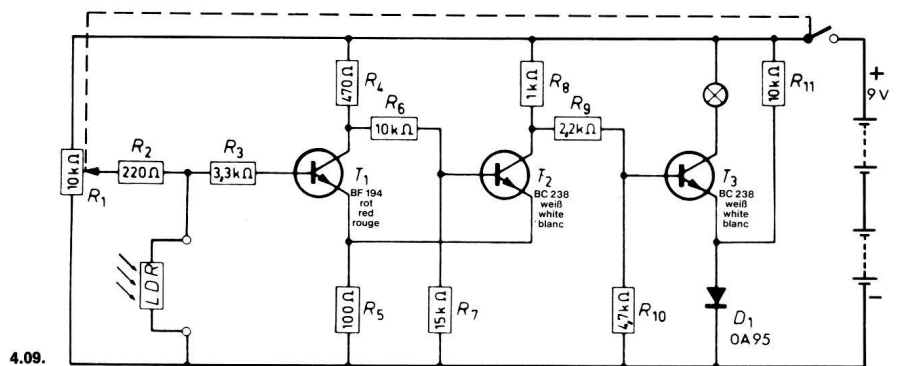 R4
470Ω
R6
10kΩ
R8
1kΩ
R9
2,2kΩ
10kΩ
R11
+
9V
10kΩ
R1
R2
220Ω
R3
3,3kΩ
T1
BF 194
rot
red
rouge
T2
BC 238
weiß
white
blanc
T3
BC 238
weiß
white
blanc
LDR
100Ω
R5
15kΩ
R7
4,7kΩ
R10
D1
OA95
−
4.09.